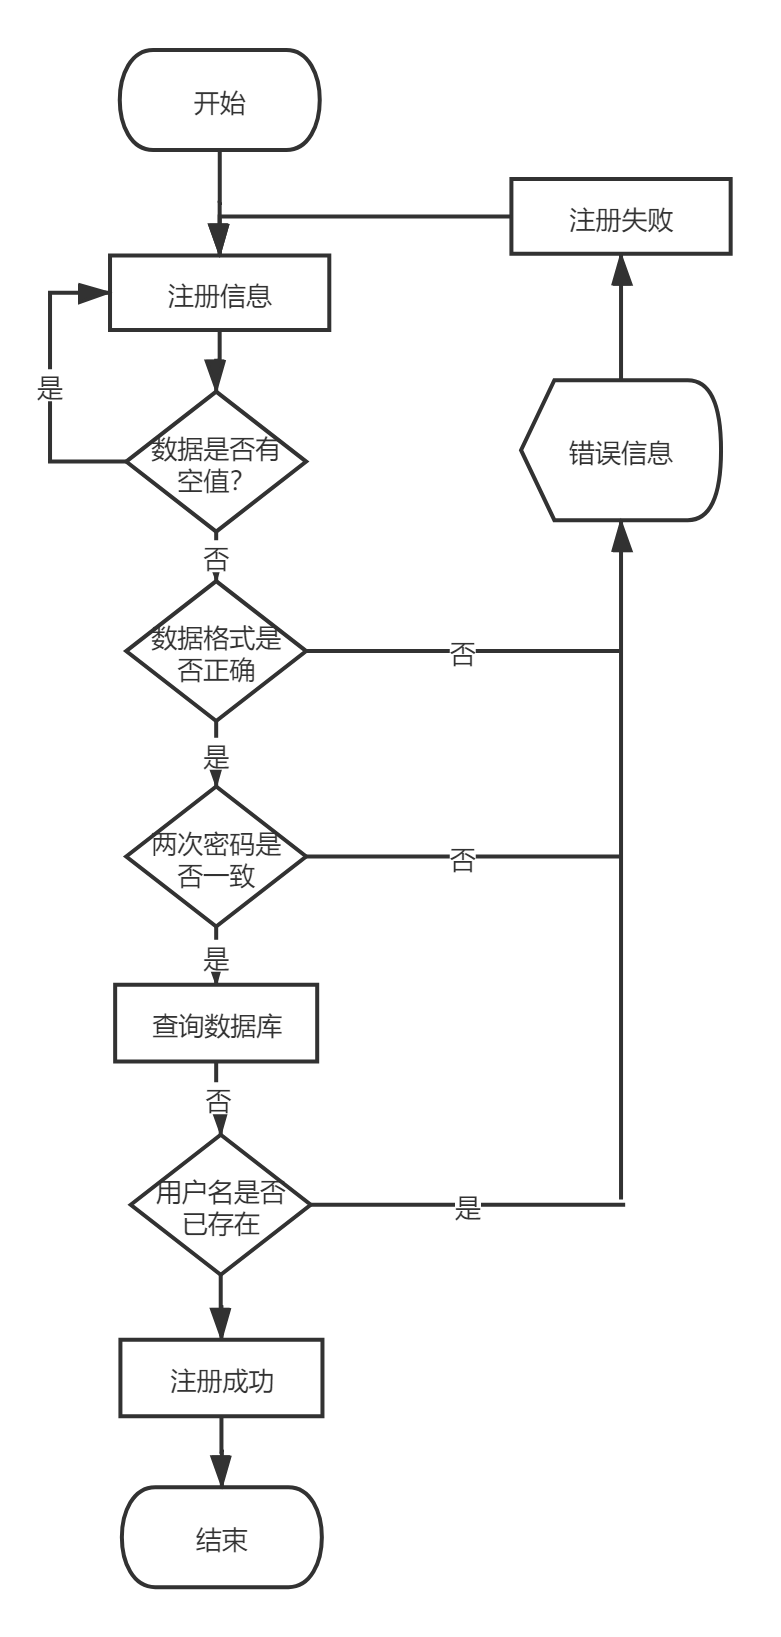 开始
注册失败
注册信息
是
数据是否有
空值？
错误信息
否
数据格式是
否正确
否
是
两次密码是
否一致
否
是
查询数据库
否
用户名是否
已存在
是
注册成功
结束